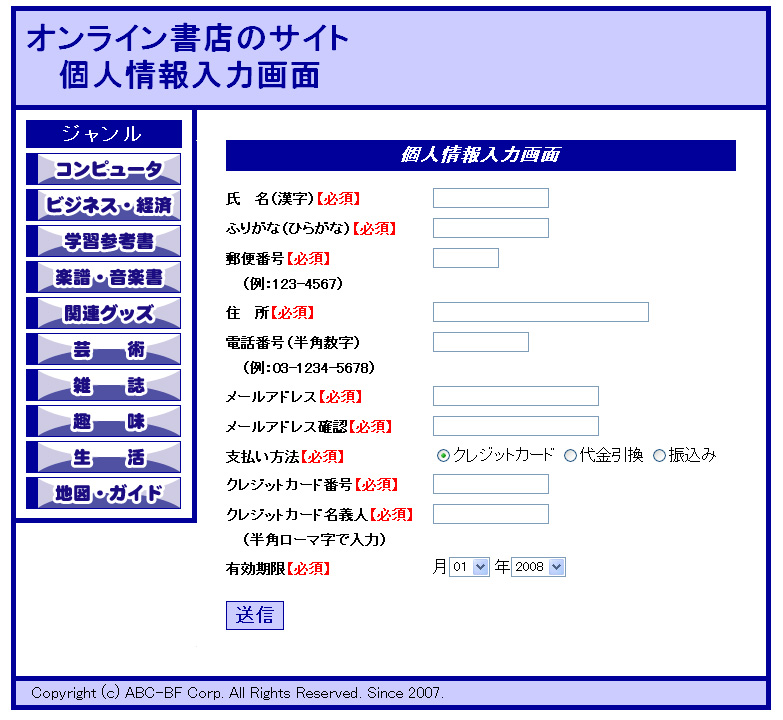 オンライン書店のサイト
個人情報入力画面
ジャンル
コンピュータ
ビジネス・経済
学習参考書
楽譜・音楽書
関連グッズ
芸　術
雑　誌
趣　味
生　活
地図・ガイド
個人情報入力画面
氏　名(漢字)【必須】
ふりがな(ひらがな)【必須】
郵便番号【必須】
(例:123-4567)
住　所【必須】
電話番号(半角数字)
(例:03-1234-5678)
メールアドレス【必須】
メールアドレス確認【必須】
支払い方法【必須】 クレジットカード 代金引換 振込み
クレジットカード番号【必須】
クレジットカード名義人【必須】
(半角ローマ字で入力)
有効期限【必須】 月 01 年 2008
送信
Copyright (c) ABC-BF Corp. All Rights Reserved. Since 2007.